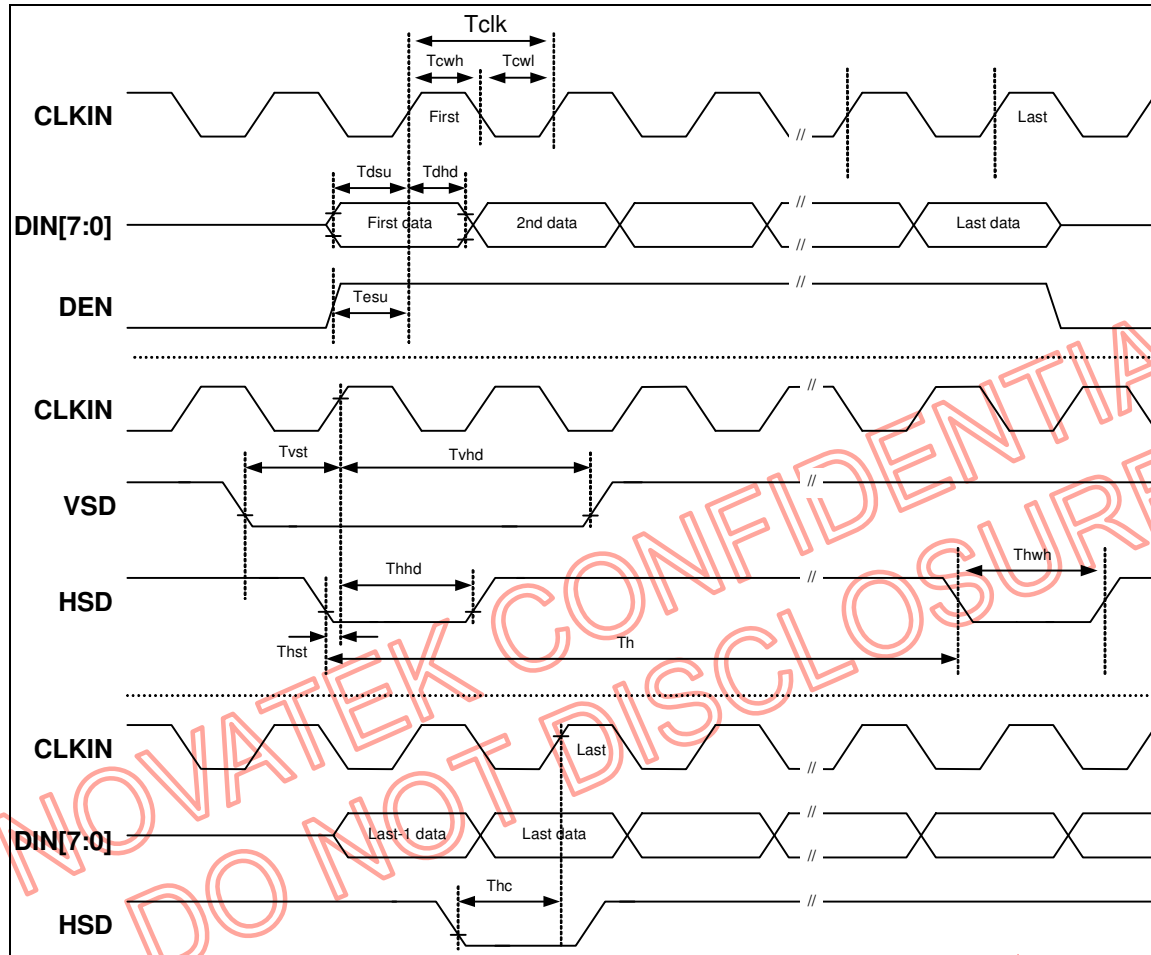 Tclk
Tcwh Tcwl
CLKIN First // Last
Tdsu Tdhd
DIN[7:0] First data 2nd data // // Last data
DEN Tesu //
CLKIN //
Tvst Tvhd
VSD //
HSD Thhd // Thwh
Thst Th
CLKIN Last //
DIN[7:0] Last-1 data Last data // //
HSD Thc //
NOVATEK CONFIDENTIA
DO NOT DISCLOSURE